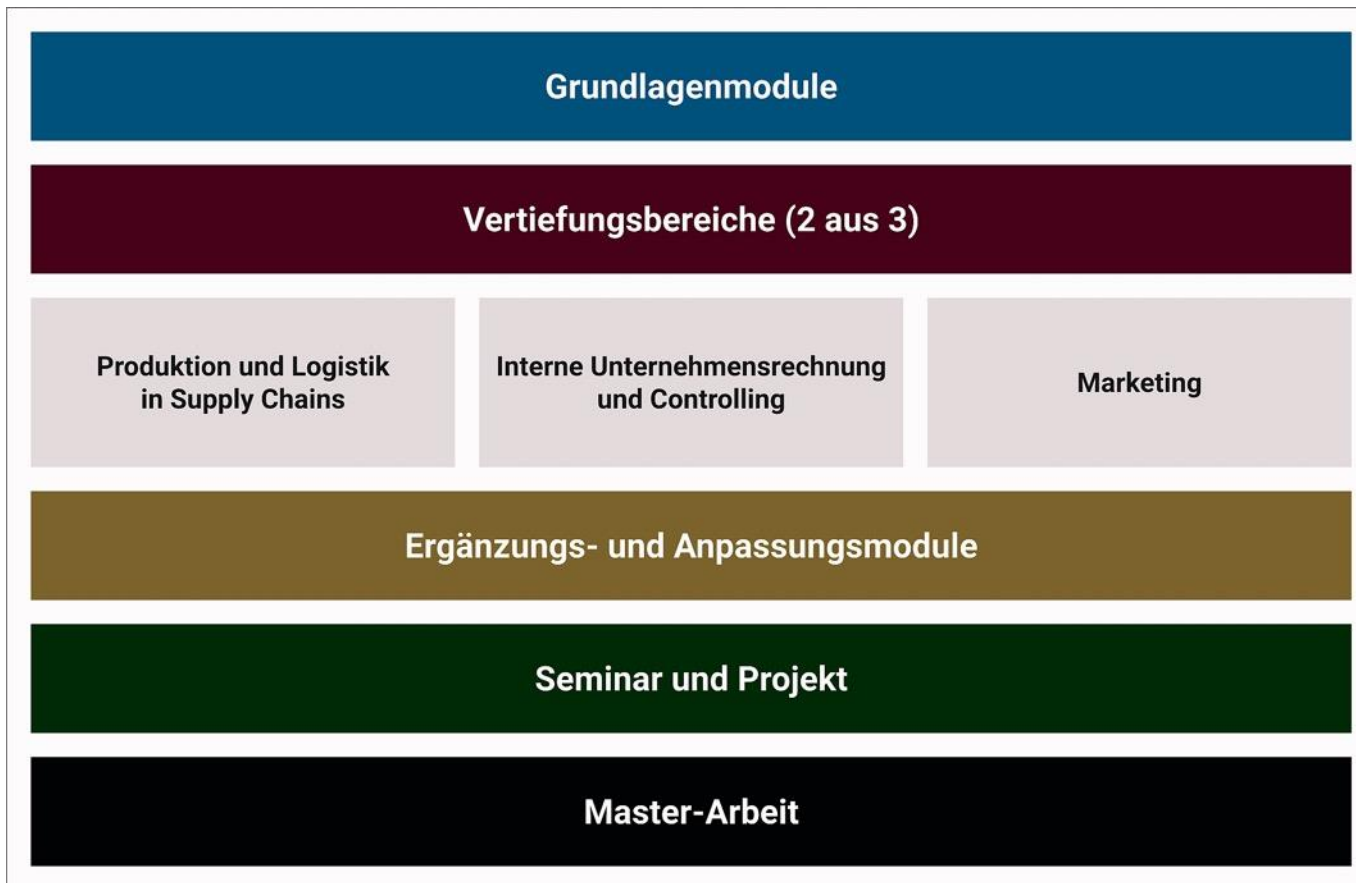 Grundlagenmodule
Vertiefungsbereiche (2 aus 3)
Produktion und Logistik
in Supply Chains
Interne Unternehmensrechnung
und Controlling
Marketing
Ergänzungs- und Anpassungsmodule
Seminar und Projekt
Master-Arbeit